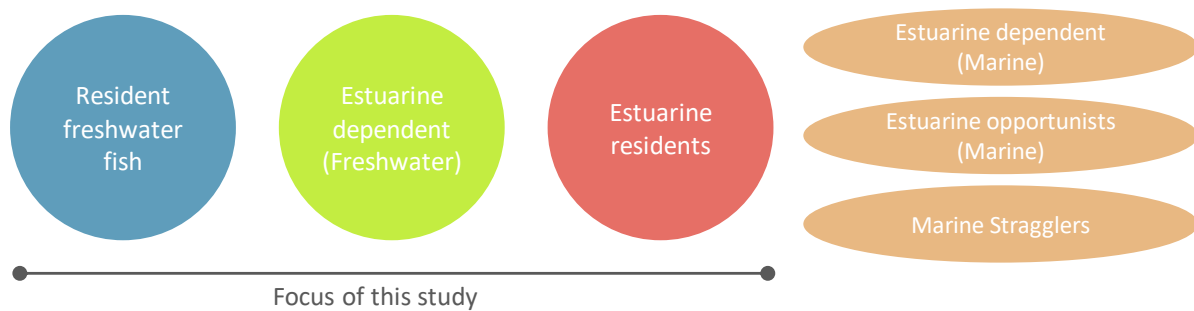 Resident
freshwater
fish
Estuarine
dependent
(Freshwater)
Estuarine
residents
Estuarine dependent
(Marine)
Estuarine opportunists
(Marine)
Marine Stragglers
Focus of this study